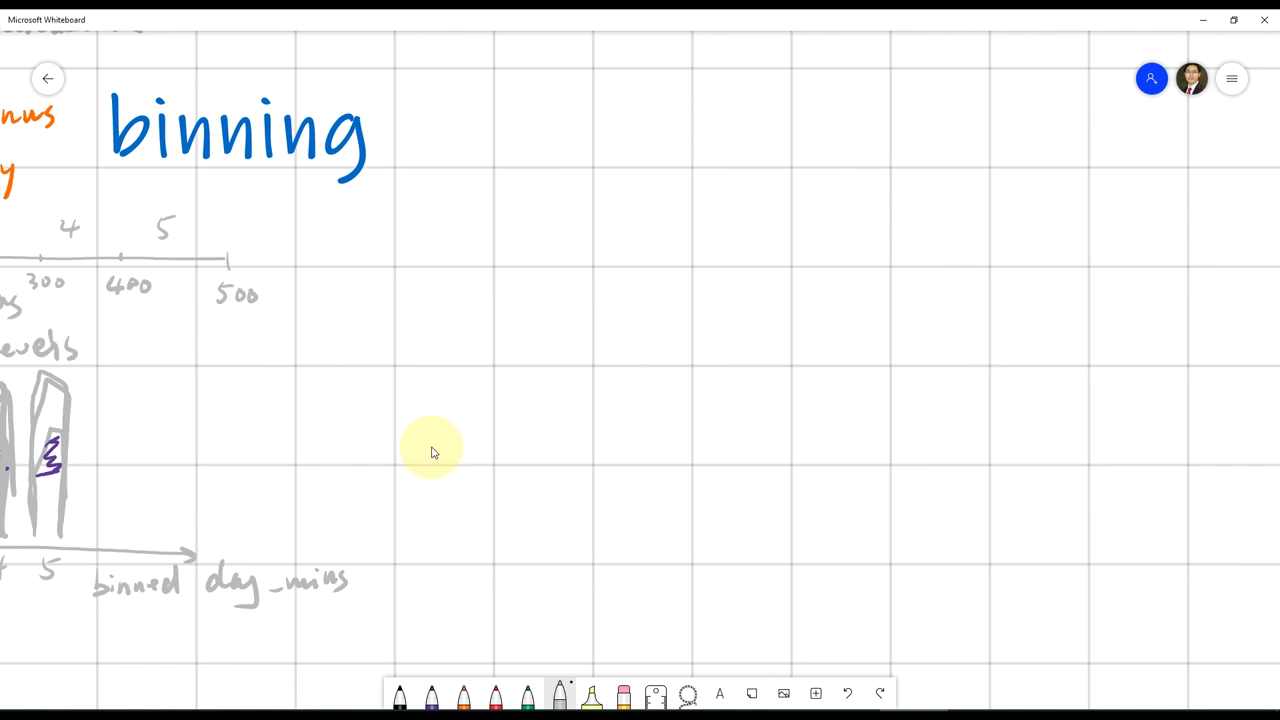 Microsoft Whiteboard
binning
4 5
300 400 500
5
binned day_mins
A